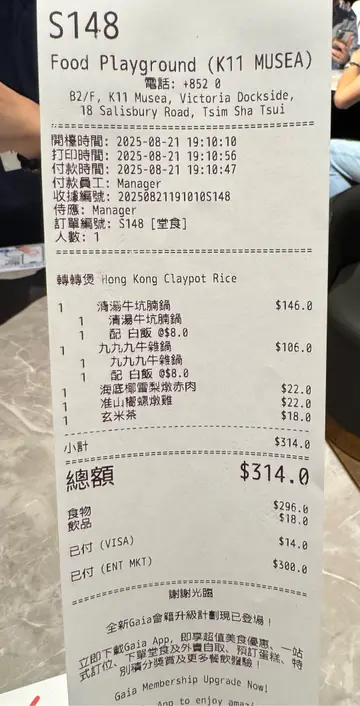 S148
Food Playground (K11 MUSEA)
電話: +852 0
B2/F, K11 Musea, Victoria Dockside,
18 Salisbury Road, Tsim Sha Tsui
開檯時間: 2025-08-21 19:10:10
打印時間: 2025-08-21 19:10:56
付款時間: 2025-08-21 19:10:47
付款員工: Manager
收據編號: 20250821191010S148
侍應: Manager
訂單編號: S148 [堂食]
人數: 1
轉轉煲 Hong Kong Claypot Rice
1 清湯牛坑腩鍋 $146.0
1 清湯牛坑腩鍋
1 配 白飯 @$8.0
1 九九九牛雜鍋 $106.0
1 九九九牛雜鍋
1 配 白飯 @$8.0
1 海底椰雪梨燉赤肉 $22.0
1 准山螺燉雞 $22.0
1 玄米茶 $18.0
小計 $314.0
總額 $314.0
食物 $296.0
飲品 $18.0
已付 (VISA) $14.0
已付 (ENT MKT) $300.0
謝謝光臨
全新Gaia會籍升級計劃現已登場！
立即下載Gaia App, 即享超值美食優惠、一站
式訂位、下單堂食及外賣自取、預訂蛋糕、特
別積分獎賞及更多餐飲體驗！
Gaia Membership Upgrade Now!
App to enjoy amaz